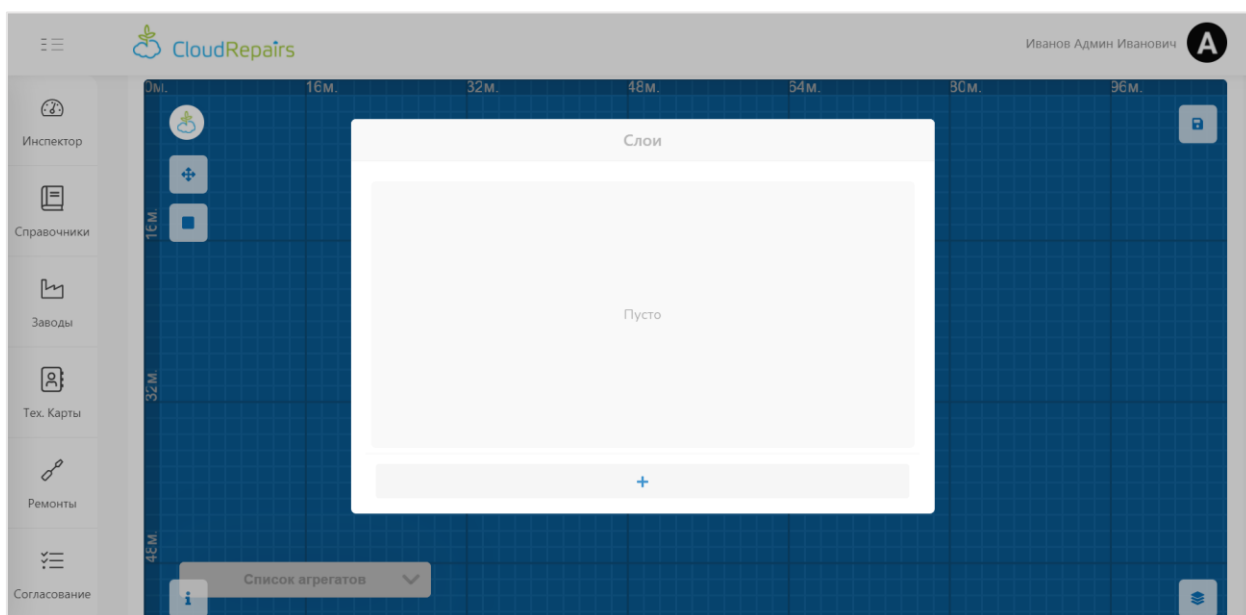 CloudRepairs
Иванов Админ Иванович
A
0м. 16м. 32м. 48м. 64м. 80м. 96м.
Инспектор
Слои
Справочники
16м.
Заводы
Пусто
32м.
Тех. Карты
Ремонты
+
48м.
Список агрегатов
Согласование
i